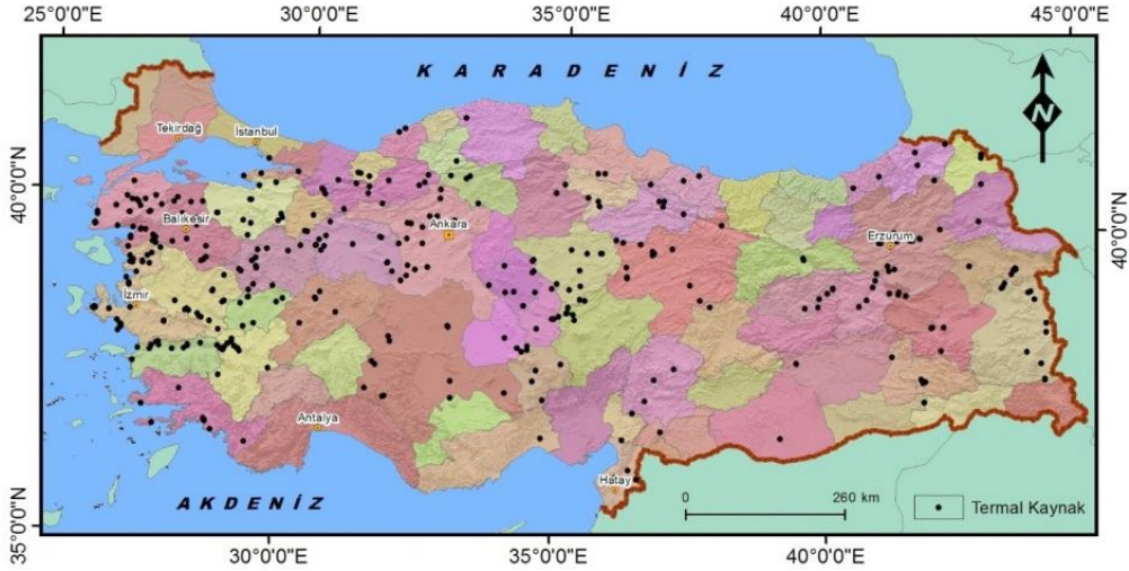 25°0'0"E 30°0'0"E 35°0'0"E 40°0'0"E 45°0'0"E
KARADENİZ
N
Tekirdağ
İstanbul
40°0'0"N
Balıkesir
Ankara
Erzurum
40°0'0"N
İzmir
Antalya
Hatay
AKDENİZ
0 260 km
Termal Kaynak
35°0'0"N
30°0'0"E 35°0'0"E 40°0'0"E